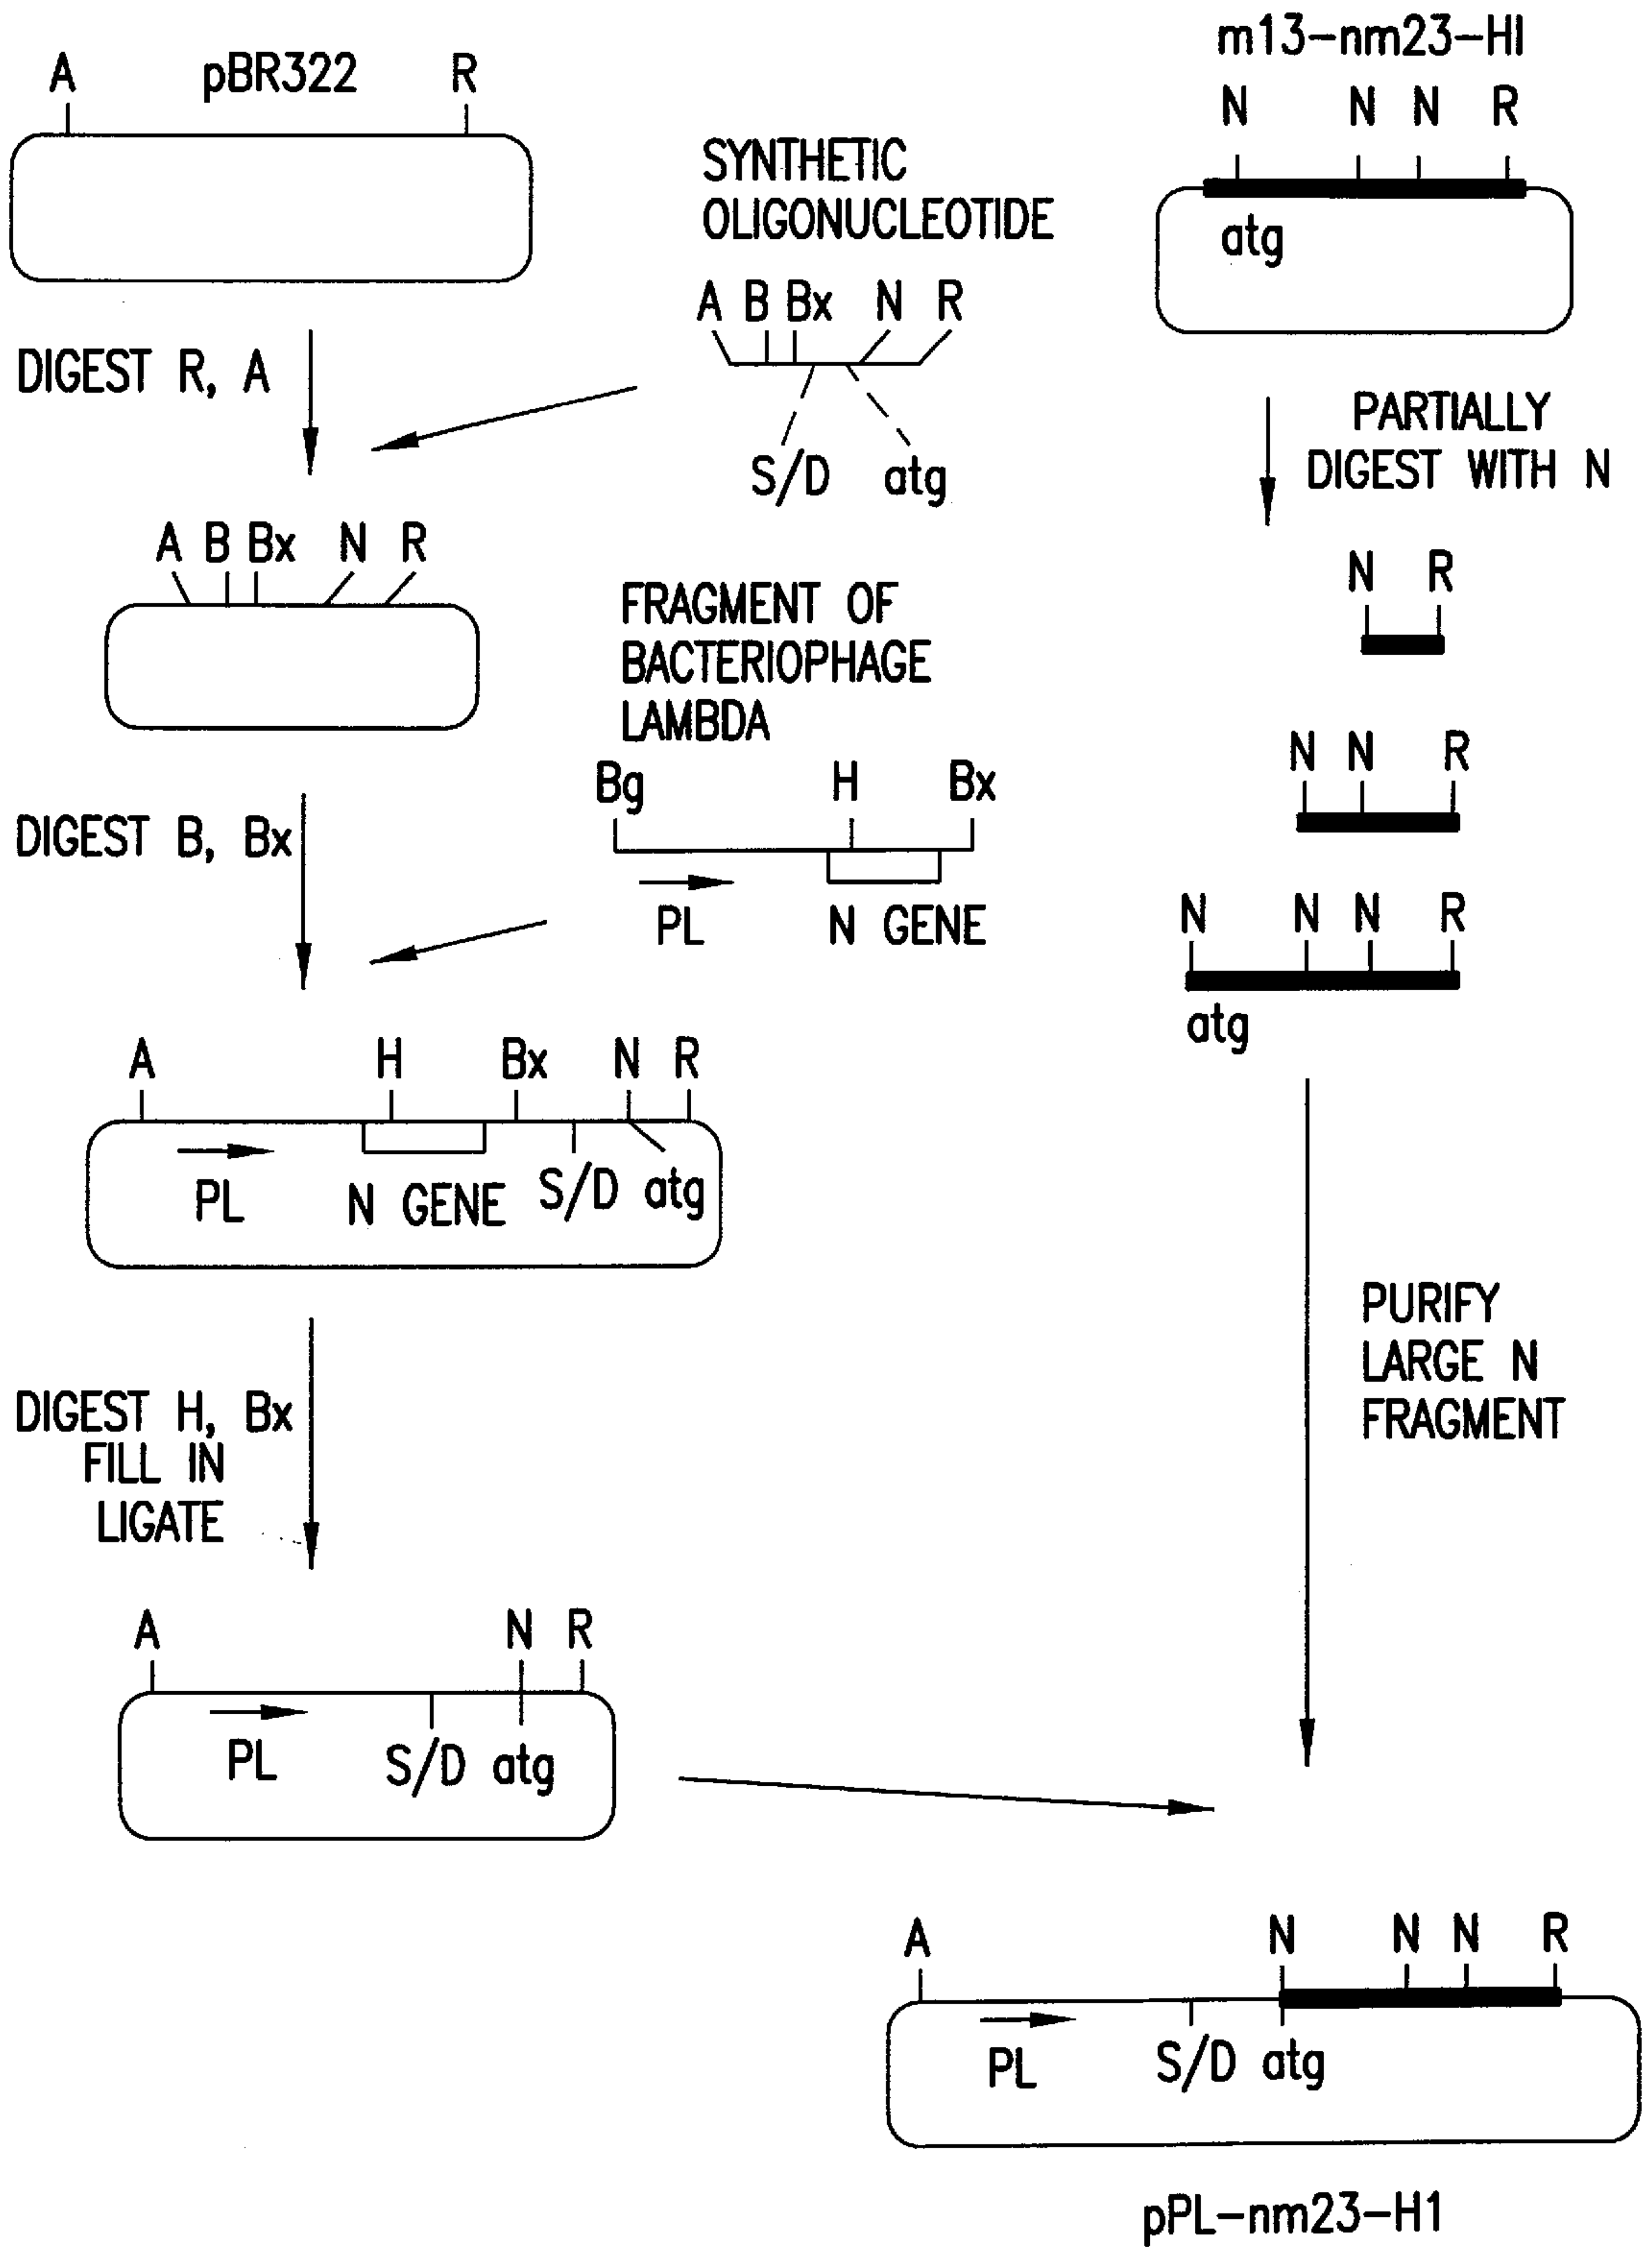 A pBR322 R
DIGEST R, A
SYNTHETIC
OLIGONUCLEOTIDE
A B Bx N R
S/D atg
m13-nm23-HI
N N N R
atg
PARTIALLY
DIGEST WITH N
A B Bx N R
DIGEST B, Bx
FRAGMENT OF
BACTERIOPHAGE
LAMBDA
Bg H Bx
PL N GENE
N R
N N R
N N N R
atg
A H Bx N R
PL N GENE S/D atg
DIGEST H, Bx
FILL IN
LIGATE
PURIFY
LARGE N
FRAGMENT
A N R
PL S/D atg
A N N N R
PL S/D atg
pPL-nm23-H1